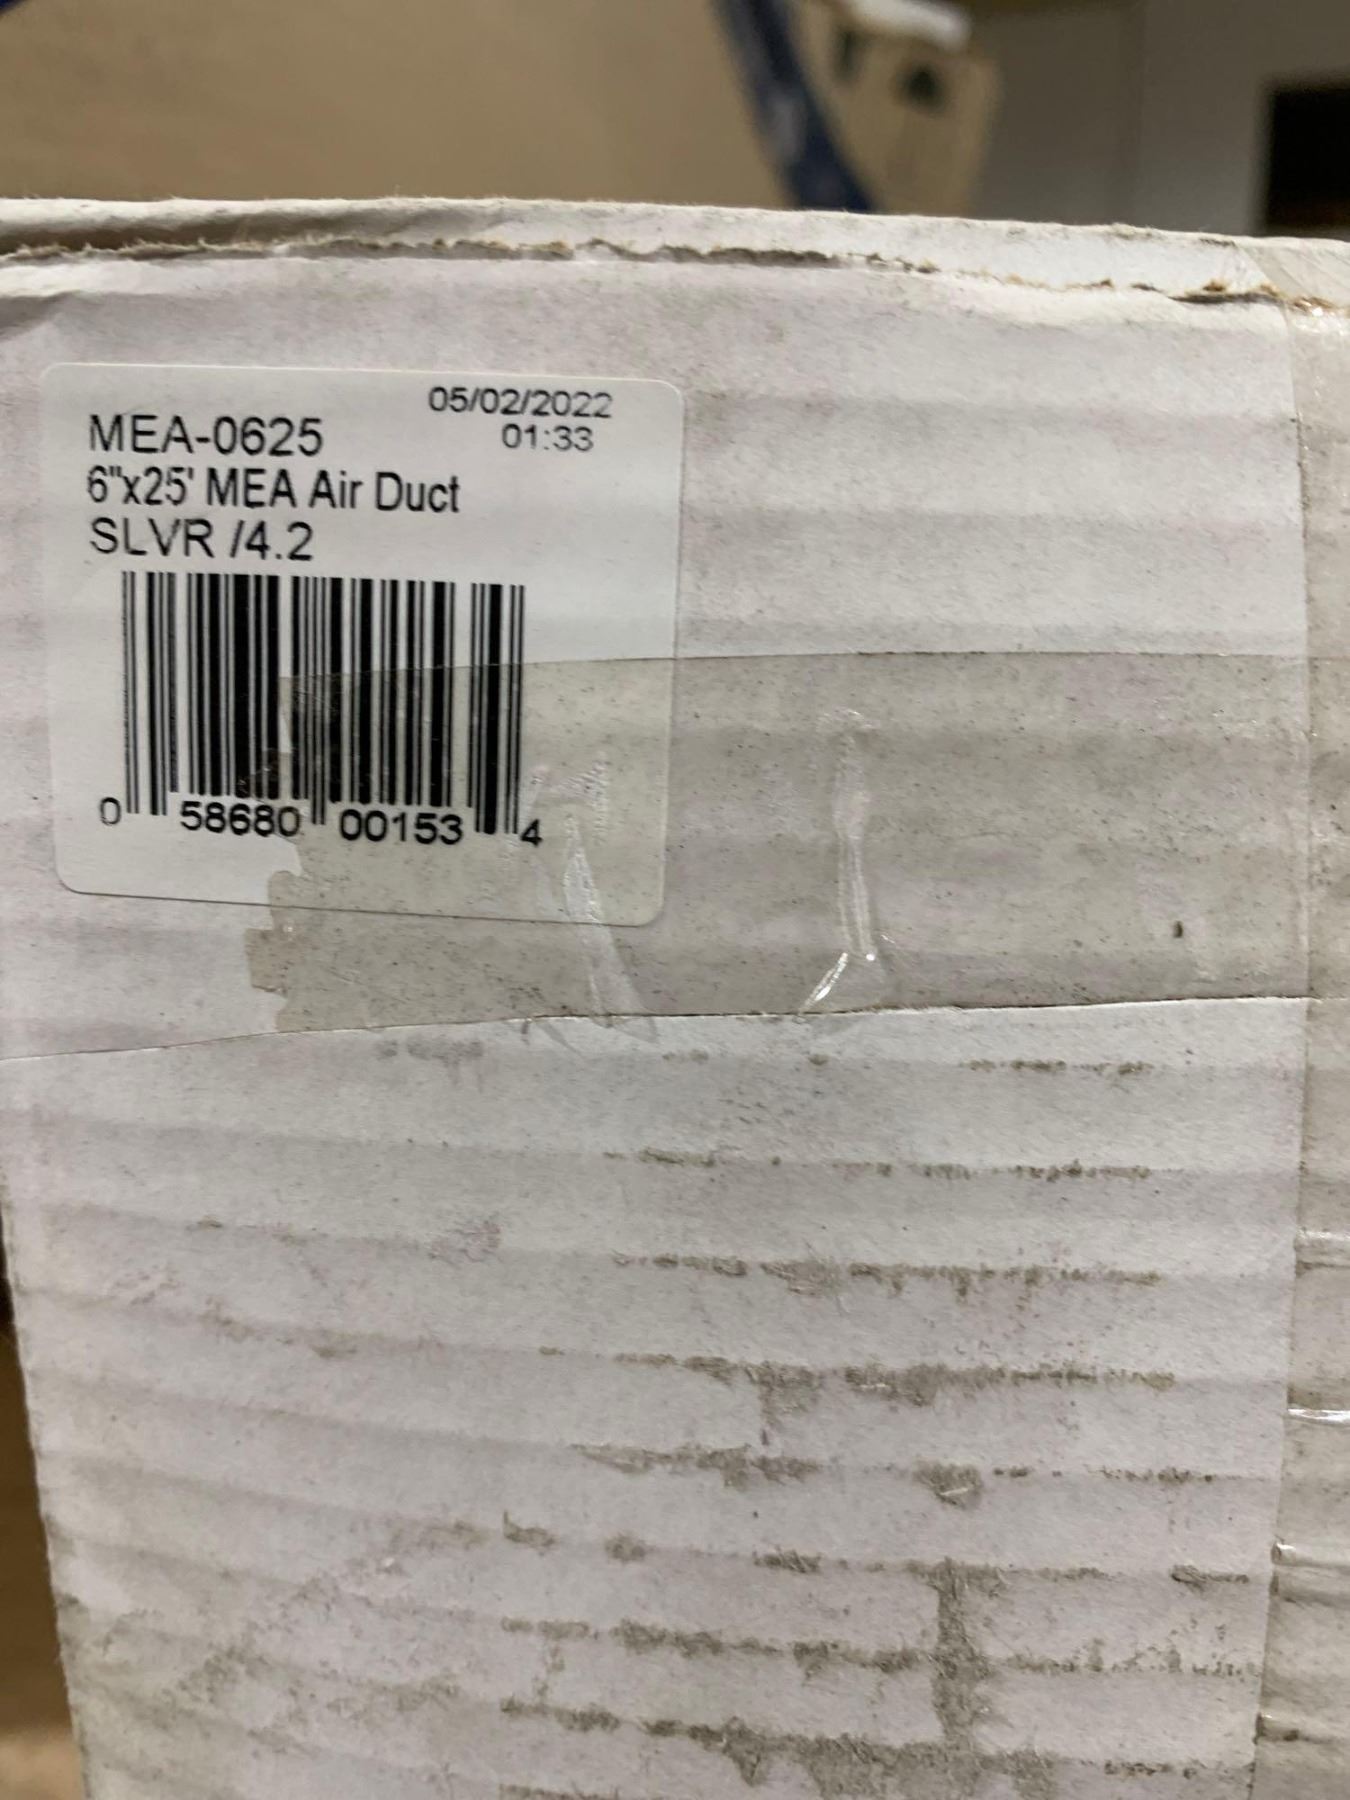 05/02/2022
MEA-0625
01:33
6"x25' MEA Air Duct
SLVR /4.2
0 58680 00153 4